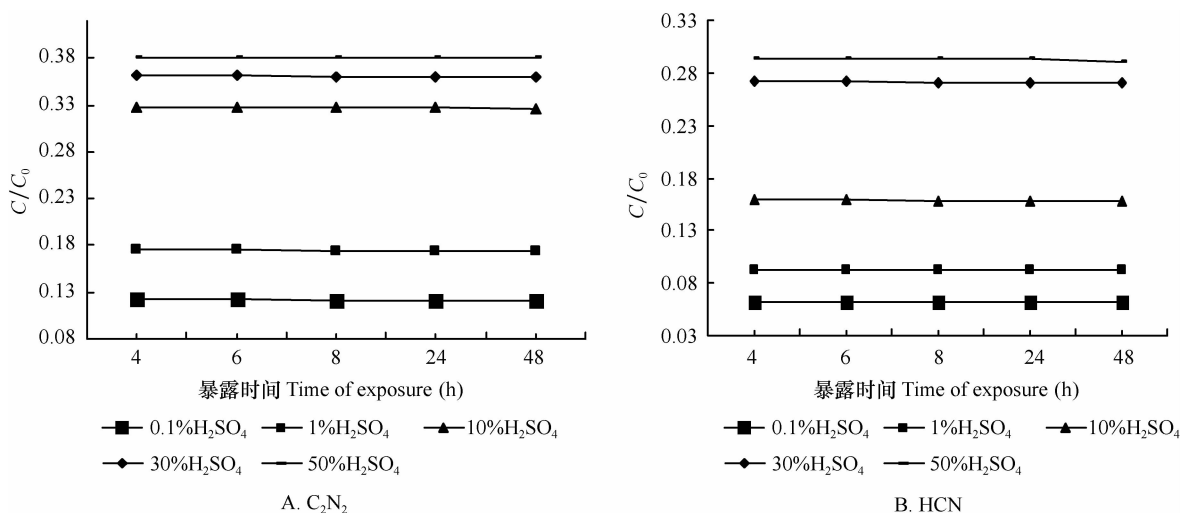 C/C₀
0.38
0.33
0.28
0.23
0.18
0.13
0.08
4 6 8 24 48
暴露时间 Time of exposure (h)
0.1%H₂SO₄ 1%H₂SO₄ 10%H₂SO₄
30%H₂SO₄ 50%H₂SO₄
A. C₂N₂
C/C₀
0.33
0.28
0.23
0.18
0.13
0.08
0.03
4 6 8 24 48
暴露时间 Time of exposure (h)
0.1%H₂SO₄ 1%H₂SO₄ 10%H₂SO₄
30%H₂SO₄ 50%H₂SO₄
B. HCN